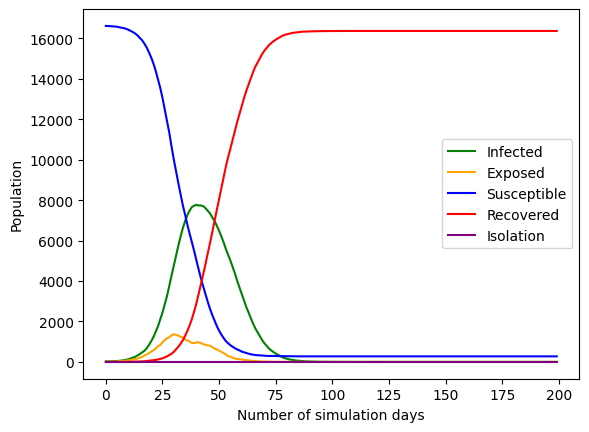 16000
14000
12000
10000
8000
6000
4000
2000
0
Population
Infected
Exposed
Susceptible
Recovered
Isolation
0 25 50 75 100 125 150 175 200
Number of simulation days